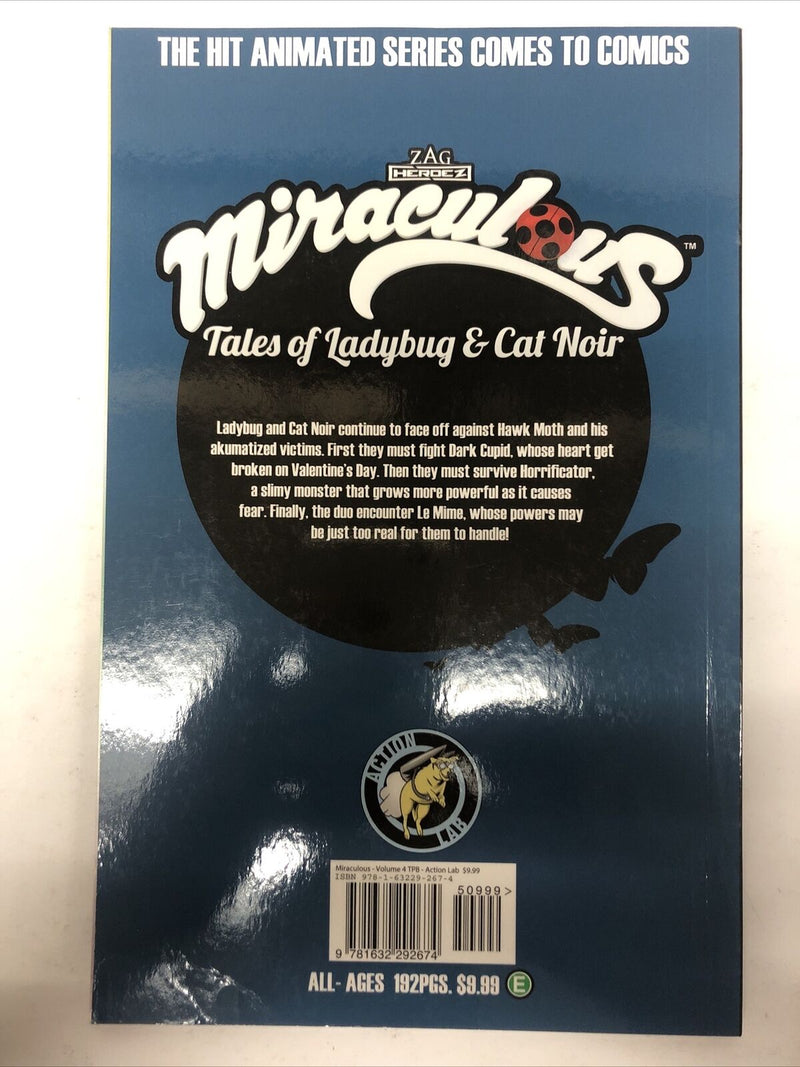 THE HIT ANIMATED SERIES COMES TO COMICS
ZAG
HEROEZ
Miraculous™
Tales of Ladybug & Cat Noir
Ladybug and Cat Noir continue to face off against Hawk Moth and his
akumatized victims. First they must fight Dark Cupid, whose heart get
broken on Valentine's Day. Then they must survive Horrificator,
a slimy monster that grows more powerful as it causes
fear. Finally, the duo encounter Le Mime, whose powers may
be just too real for them to handle!
ACTION
LAB
Miraculous - Volume 4 TPB - Action Lab $9.99
ISBN 978-1-63229-267-4
50999>
9 781632 292674
ALL- AGES 192PGS. $9.99 E